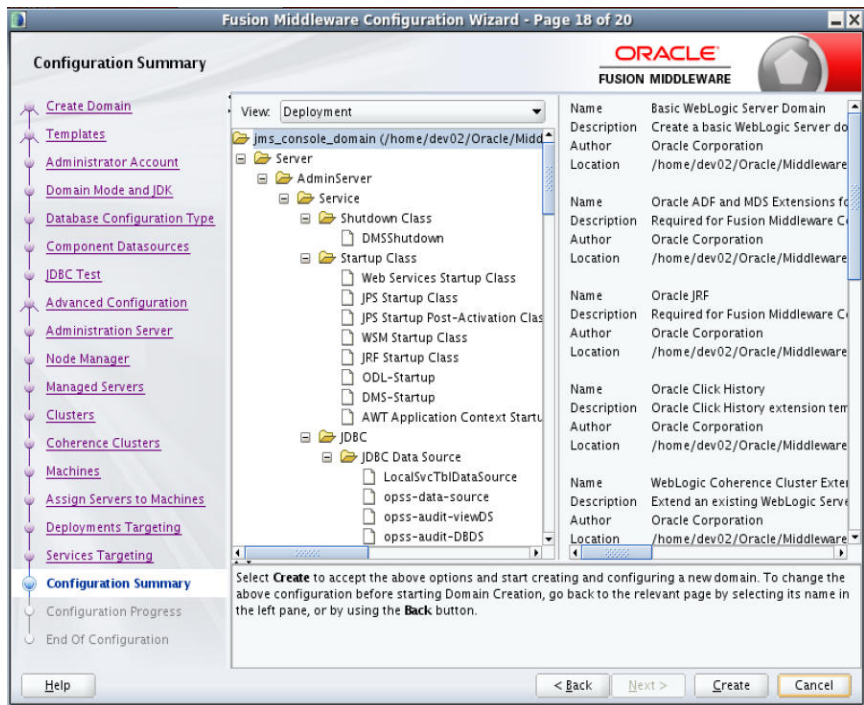 Fusion Middleware Configuration Wizard - Page 18 of 20
Configuration Summary
ORACLE
FUSION MIDDLEWARE
Create Domain
Templates
Administrator Account
Domain Mode and JDK
Database Configuration Type
Component Datasources
JDBC Test
Advanced Configuration
Administration Server
Node Manager
Managed Servers
Clusters
Coherence Clusters
Machines
Assign Servers to Machines
Deployments Targeting
Services Targeting
Configuration Summary
Configuration Progress
End Of Configuration
View: Deployment
jms_console_domain (/home/dev02/Oracle/Midd
Server
AdminServer
Service
Shutdown Class
DMSShutdown
Startup Class
Web Services Startup Class
JPS Startup Class
JPS Startup Post-Activation Clas
WSM Startup Class
JRF Startup Class
ODL-Startup
DMS-Startup
AWT Application Context Startu
JDBC
JDBC Data Source
LocalSvcTblDataSource
opss-data-source
opss-audit-viewDS
opss-audit-DBDS
Name Basic WebLogic Server Domain
Description Create a basic WebLogic Server do
Author Oracle Corporation
Location /home/dev02/Oracle/Middleware
Name Oracle ADF and MDS Extensions fo
Description Required for Fusion Middleware Co
Author Oracle Corporation
Location /home/dev02/Oracle/Middleware
Name Oracle JRF
Description Required for Fusion Middleware Co
Author Oracle Corporation
Location /home/dev02/Oracle/Middleware
Name Oracle Click History
Description Oracle Click History extension tem
Author Oracle Corporation
Location /home/dev02/Oracle/Middleware
Name WebLogic Coherence Cluster Exter
Description Extend an existing WebLogic Serve
Author Oracle Corporation
Location /home/dev02/Oracle/Middleware
Select Create to accept the above options and start creating and configuring a new domain. To change the
above configuration before starting Domain Creation, go back to the relevant page by selecting its name in
the left pane, or by using the Back button.
Help
< Back
Next >
Create
Cancel